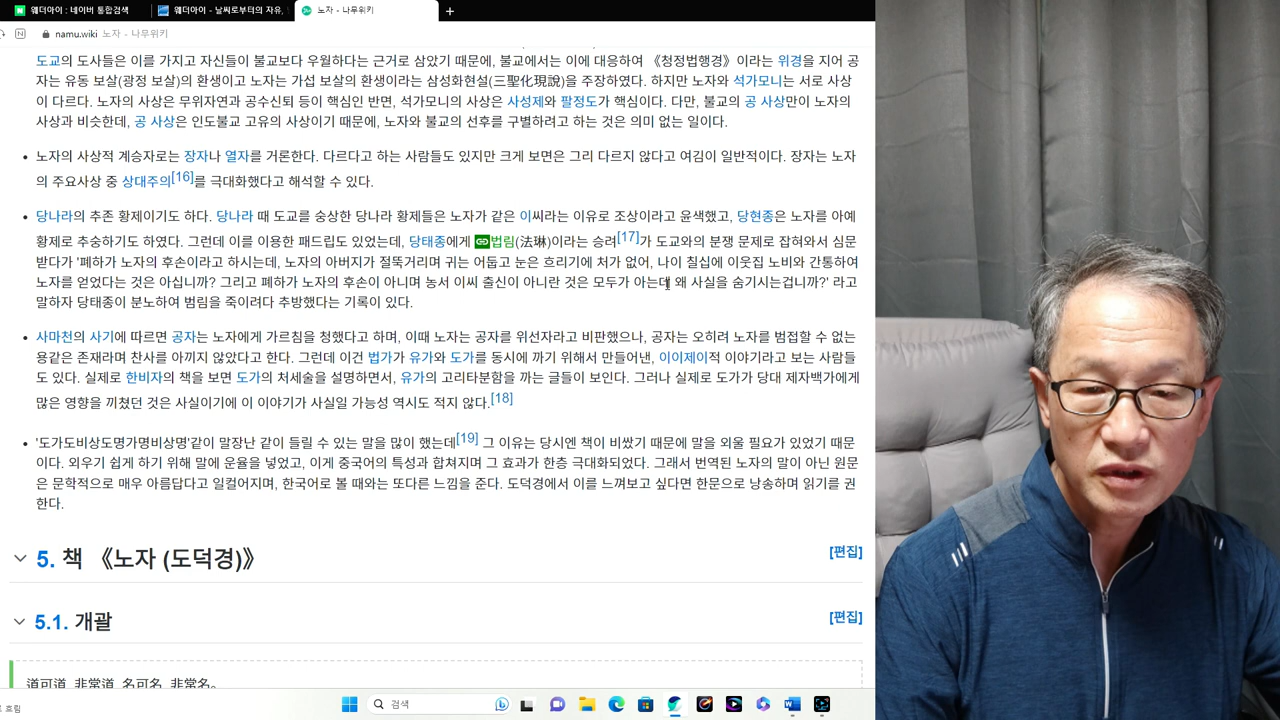 웨더아이 : 네이버 통합검색
웨더아이 - 날씨로부터의 자유,
노자 - 나무위키
namu.wiki 노자 - 나무위키
도교의 도사들은 이를 가지고 자신들이 불교보다 우월하다는 근거로 삼았기 때문에, 불교에서는 이에 대응하여 《청정법행경》이라는 위경을 지어 공
자는 유동 보살(광정 보살)의 환생이고 노자는 가섭 보살의 환생이라는 삼성화현설(三聖化現說)을 주장하였다. 하지만 노자와 석가모니는 서로 사상
이 다르다. 노자의 사상은 무위자연과 공수신퇴 등이 핵심인 반면, 석가모니의 사상은 사성제와 팔정도가 핵심이다. 다만, 불교의 공 사상만이 노자의
사상과 비슷한데, 공 사상은 인도불교 고유의 사상이기 때문에, 노자와 불교의 선후를 구별하려고 하는 것은 의미 없는 일이다.
노자의 사상적 계승자로는 장자나 열자를 거론한다. 다르다고 하는 사람들도 있지만 크게 보면은 그리 다르지 않다고 여김이 일반적이다. 장자는 노자
의 주요사상 중 상대주의[16]를 극대화했다고 해석할 수 있다.
당나라의 추존 황제이기도 하다. 당나라 때 도교를 숭상한 당나라 황제들은 노자가 같은 이씨라는 이유로 조상이라고 윤색했고, 당현종은 노자를 아예
황제로 추숭하기도 하였다. 그런데 이를 이용한 패드립도 있었는데, 당태종에게 법림(法琳)이라는 승려[17]가 도교와의 분쟁 문제로 잡혀와서 심문
받다가 '폐하가 노자의 후손이라고 하시는데, 노자의 아버지가 절뚝거리며 귀는 어둡고 눈은 흐리기에 처가 없어, 나이 칠십에 이웃집 노비와 간통하여
노자를 얻었다는 것은 아십니까? 그리고 폐하가 노자의 후손이 아니며 농서 이씨 출신이 아니란 것은 모두가 아는데 왜 사실을 숨기시는겁니까?' 라고
말하자 당태종이 분노하여 범림을 죽이려다 추방했다는 기록이 있다.
사마천의 사기에 따르면 공자는 노자에게 가르침을 청했다고 하며, 이때 노자는 공자를 위선자라고 비판했으나, 공자는 오히려 노자를 범접할 수 없는
용같은 존재라며 찬사를 아끼지 않았다고 한다. 그런데 이건 법가가 유가와 도가를 동시에 까기 위해서 만들어낸, 이이제이적 이야기라고 보는 사람들
도 있다. 실제로 한비자의 책을 보면 도가의 처세술을 설명하면서, 유가의 고리타분함을 까는 글들이 보인다. 그러나 실제로 도가가 당대 제자백가에게
많은 영향을 끼쳤던 것은 사실이기에 이 이야기가 사실일 가능성 역시도 적지 않다.[18]
'도가도비상도명가명비상명'같이 말장난 같이 들릴 수 있는 말을 많이 했는데[19] 그 이유는 당시엔 책이 비쌌기 때문에 말을 외울 필요가 있었기 때문
이다. 외우기 쉽게 하기 위해 말에 운율을 넣었고, 이게 중국어의 특성과 합쳐지며 그 효과가 한층 극대화되었다. 그래서 번역된 노자의 말이 아닌 원문
은 문학적으로 매우 아름답다고 일컬어지며, 한국어로 볼 때와는 또다른 느낌을 준다. 도덕경에서 이를 느껴보고 싶다면 한문으로 낭송하며 읽기를 권
한다.
5. 책 《노자 (도덕경)》
[편집]
5.1. 개괄
[편집]
道可道, 非常道. 名可名, 非常名。
흐림
검색